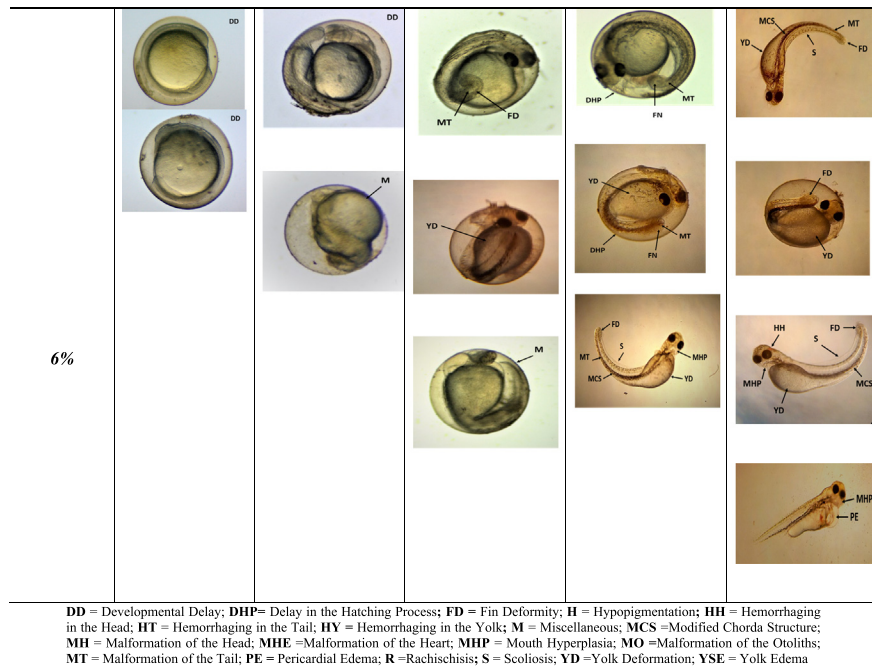 DD
DD
DD
M
MT FD
YD
M
DHP MT
FN
YD
DHP MT
FN
FD
MT S
MCS MHP
YD
MCS MT
YD S FD
FD
YD
HH FD
S
MHP MCS
YD
MHP
PE
6%
DD = Developmental Delay; DHP= Delay in the Hatching Process; FD = Fin Deformity; H = Hypopigmentation; HH = Hemorrhaging
in the Head; HT = Hemorrhaging in the Tail; HY = Hemorrhaging in the Yolk; M = Miscellaneous; MCS =Modified Chorda Structure;
MH = Malformation of the Head; MHE =Malformation of the Heart; MHP = Mouth Hyperplasia; MO =Malformation of the Otoliths;
MT = Malformation of the Tail; PE = Pericardial Edema; R =Rachischisis; S = Scoliosis; YD =Yolk Deformation; YSE = Yolk Edema